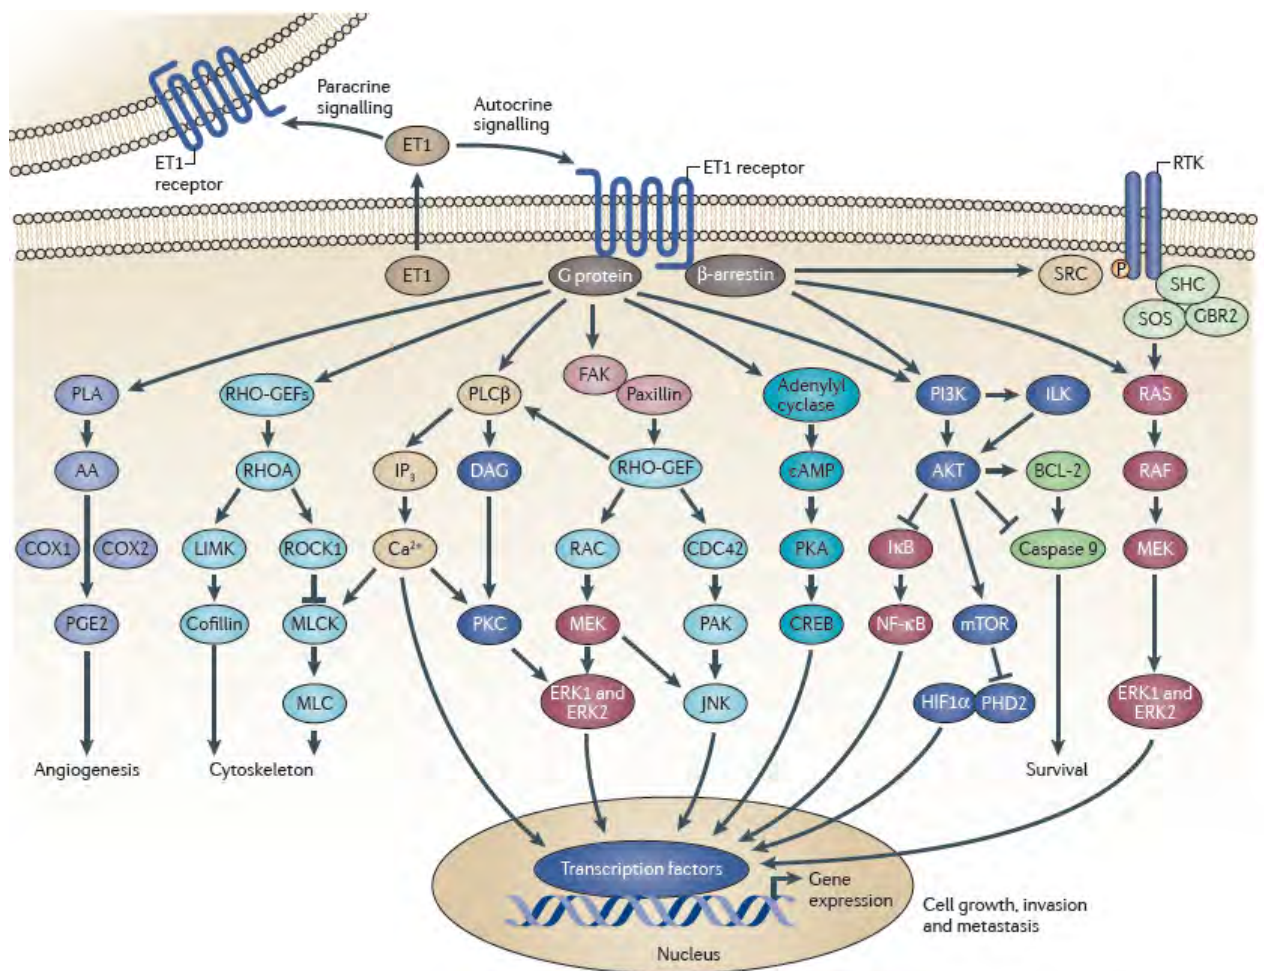 Paracrine
signalling
Autocrine
signalling
ET1
ET1
receptor
ET1 receptor
RTK
ET1
G protein
β-arrestin
SRC
P
SHC
SOS
GBR2
PLA
RHO-GEFs
PLCβ
FAK
Paxillin
Adenylyl
cyclase
PI3K
ILK
RAS
AA
RHOA
IP3
DAG
RHO-GEF
cAMP
AKT
BCL-2
RAF
COX1
COX2
LIMK
ROCK1
Ca2+
RAC
CDC42
PKA
IκB
Caspase 9
MEK
PGE2
Cofillin
MLCK
PKC
MEK
PAK
CREB
NF-κB
mTOR
MLC
ERK1 and
ERK2
JNK
HIF1α
PHD2
ERK1 and
ERK2
Angiogenesis
Cytoskeleton
Survival
Transcription factors
Gene
expression
Cell growth, invasion
and metastasis
Nucleus